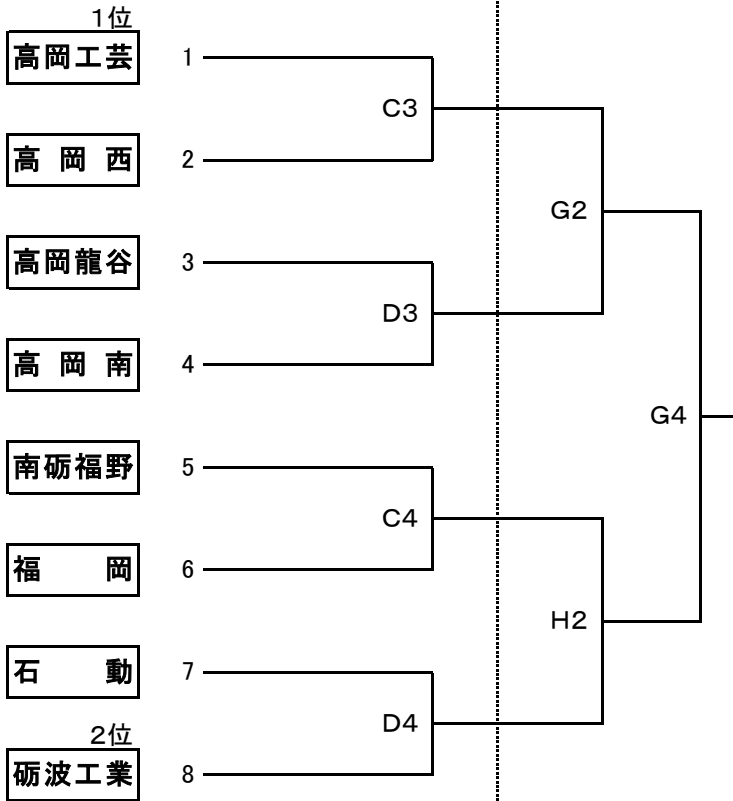 1位
高岡工芸 1
C3
高岡西 2
G2
高岡龍谷 3
D3
高岡南 4
G4
南砺福野 5
C4
福岡 6
H2
石動 7
2位
D4
砺波工業 8